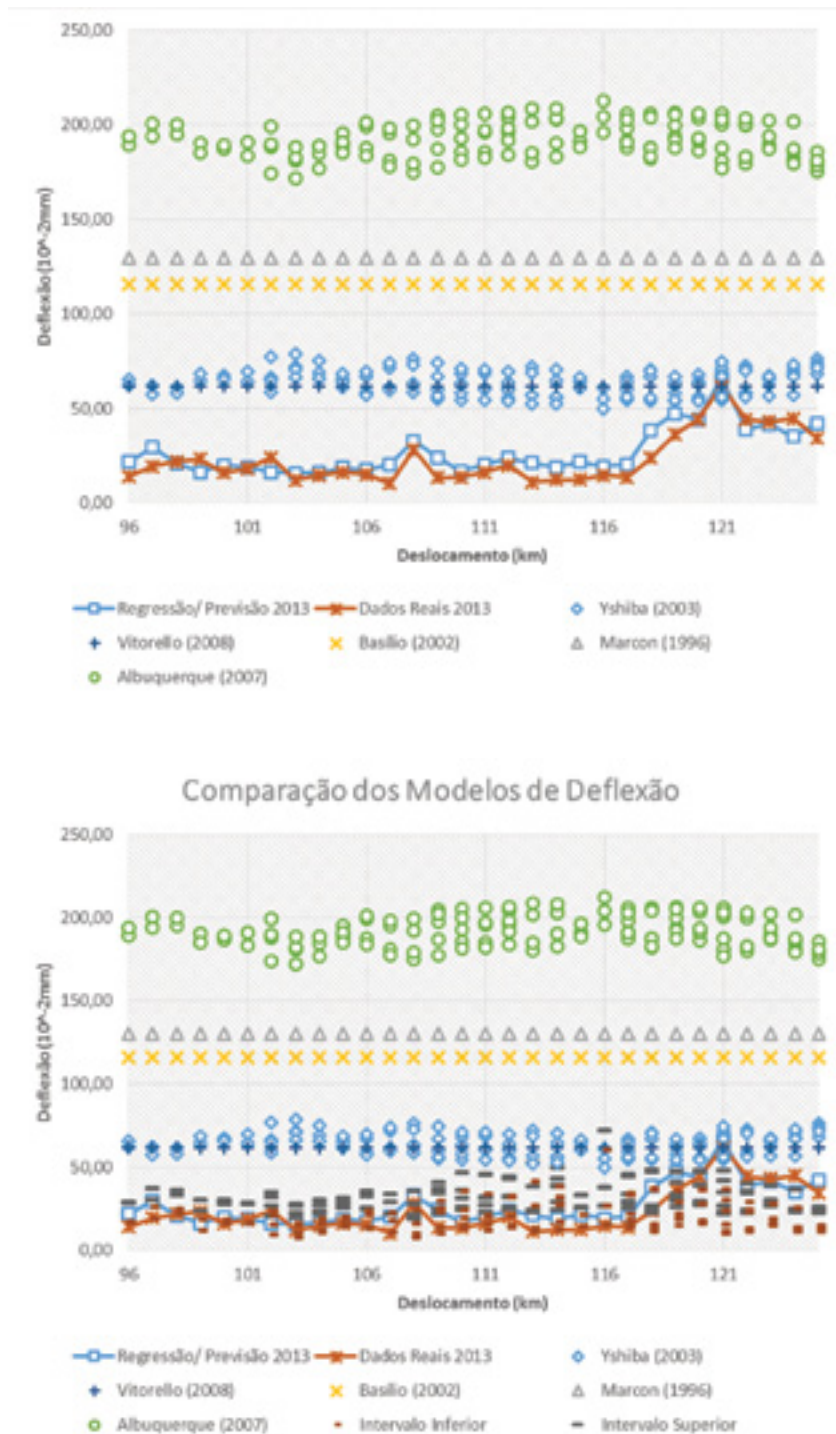 250,00
200,00
150,00
100,00
50,00
0,00
Deflexão (10^-2mm)
96 101 106 111 116 121
Deslocamento (km)
Regressão/ Previsão 2013 Dados Reais 2013 Yshiba (2003)
Vitorello (2008) Basílio (2002) Marcon (1996)
Albuquerque (2007)
Comparação dos Modelos de Deflexão
250,00
200,00
150,00
100,00
50,00
0,00
Deflexão (10^-2mm)
96 101 106 111 116 121
Deslocamento (km)
Regressão/ Previsão 2013 Dados Reais 2013 Yshiba (2003)
Vitorello (2008) Basílio (2002) Marcon (1996)
Albuquerque (2007) Intervalo Inferior Intervalo Superior